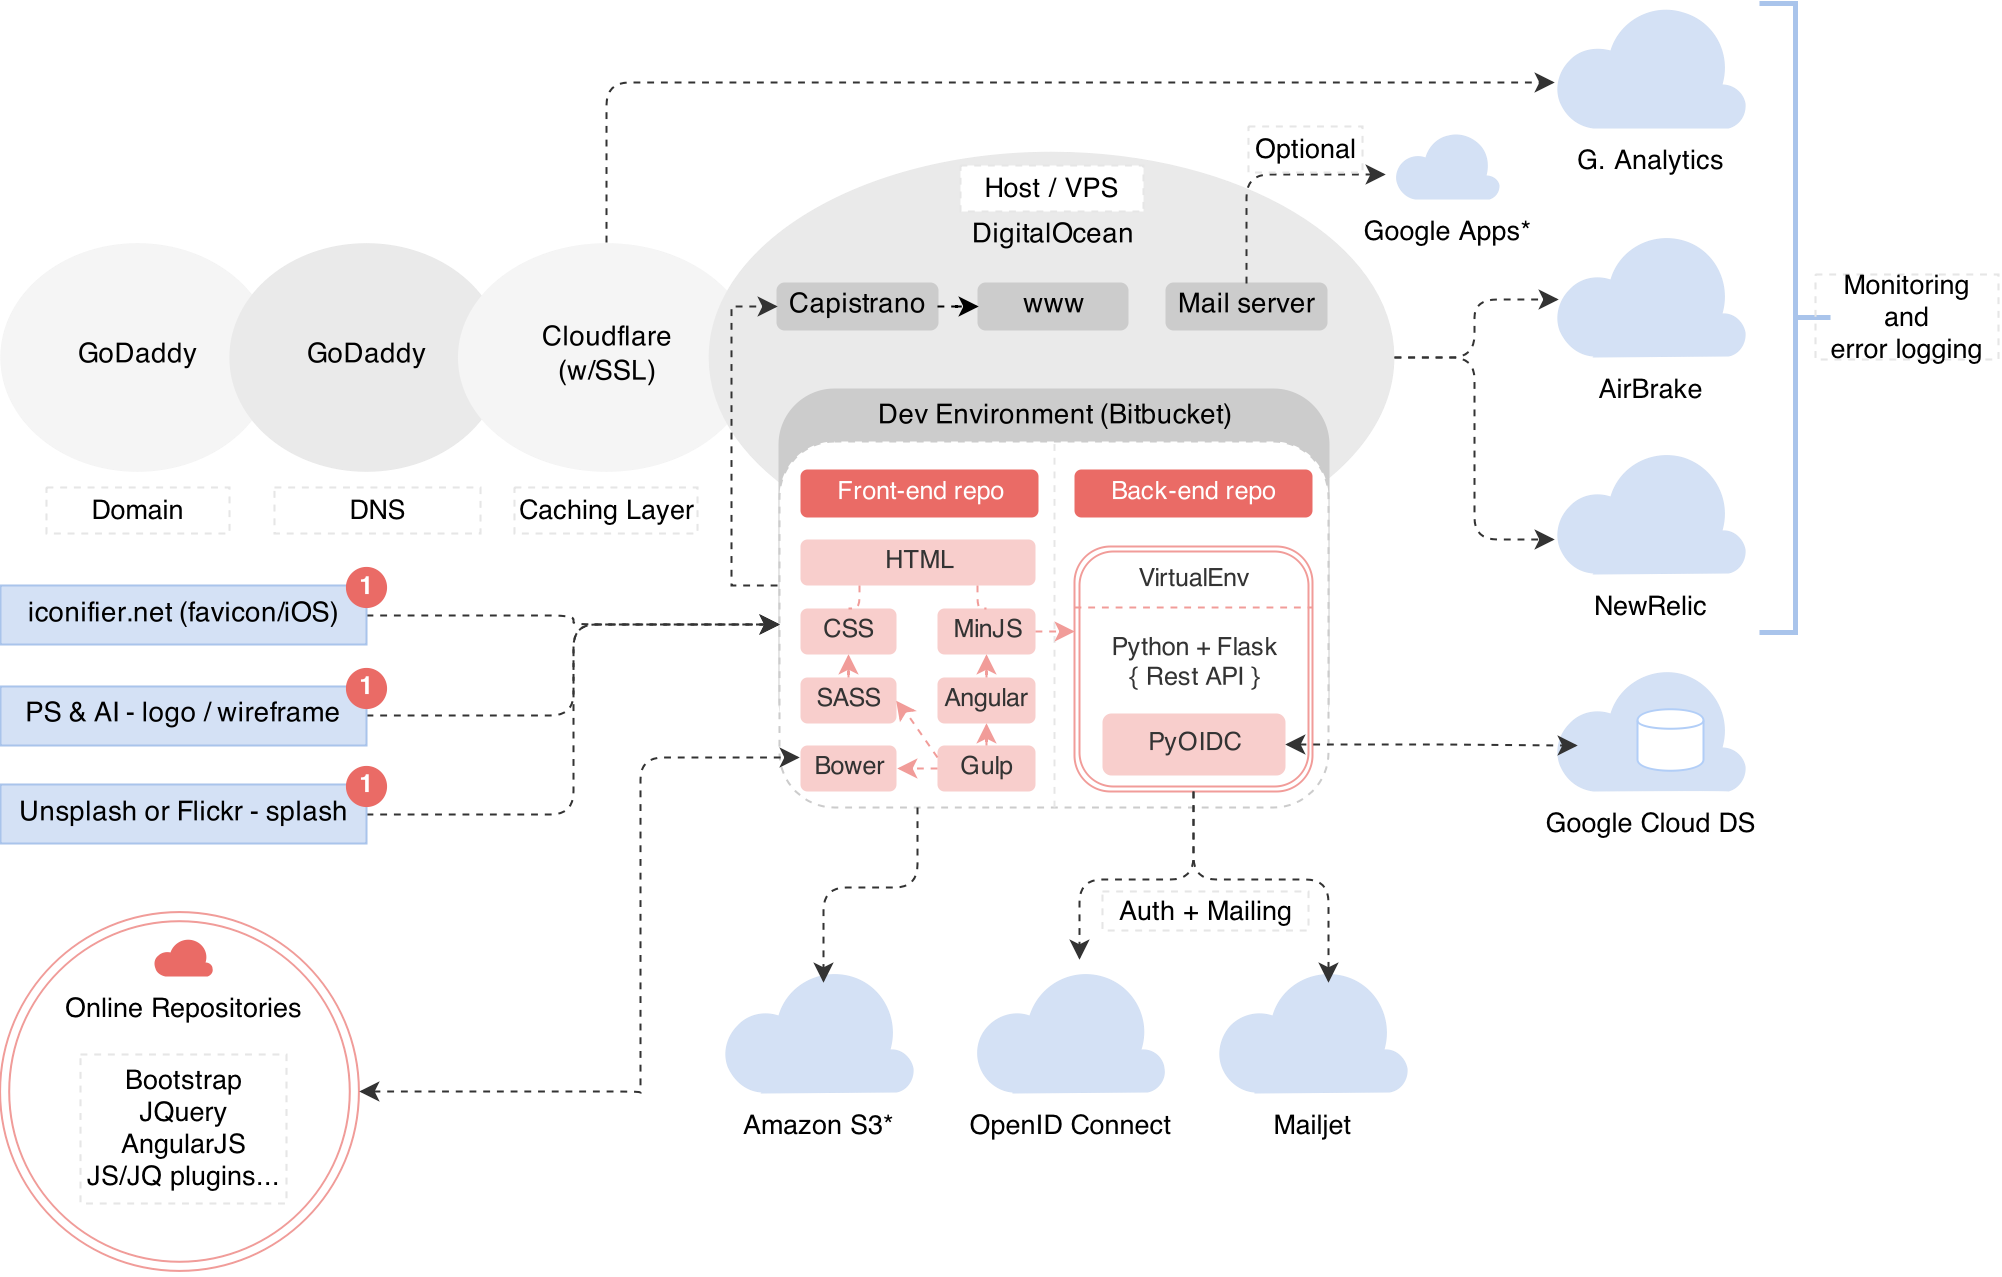 G. Analytics
Optional
Google Apps*
Host / VPS
DigitalOcean
Capistrano
www
Mail server
GoDaddy
GoDaddy
Cloudflare
(w/SSL)
Domain
DNS
Caching Layer
AirBrake
NewRelic
Monitoring
and
error logging
Dev Environment (Bitbucket)
Front-end repo
Back-end repo
HTML
CSS
MinJS
SASS
Angular
Bower
Gulp
VirtualEnv
Python + Flask
{ Rest API }
PyOIDC
Google Cloud DS
1
iconifier.net (favicon/iOS)
1
PS & AI - logo / wireframe
1
Unsplash or Flickr - splash
Auth + Mailing
Online Repositories
Bootstrap
JQuery
AngularJS
JS/JQ plugins...
Amazon S3*
OpenID Connect
Mailjet